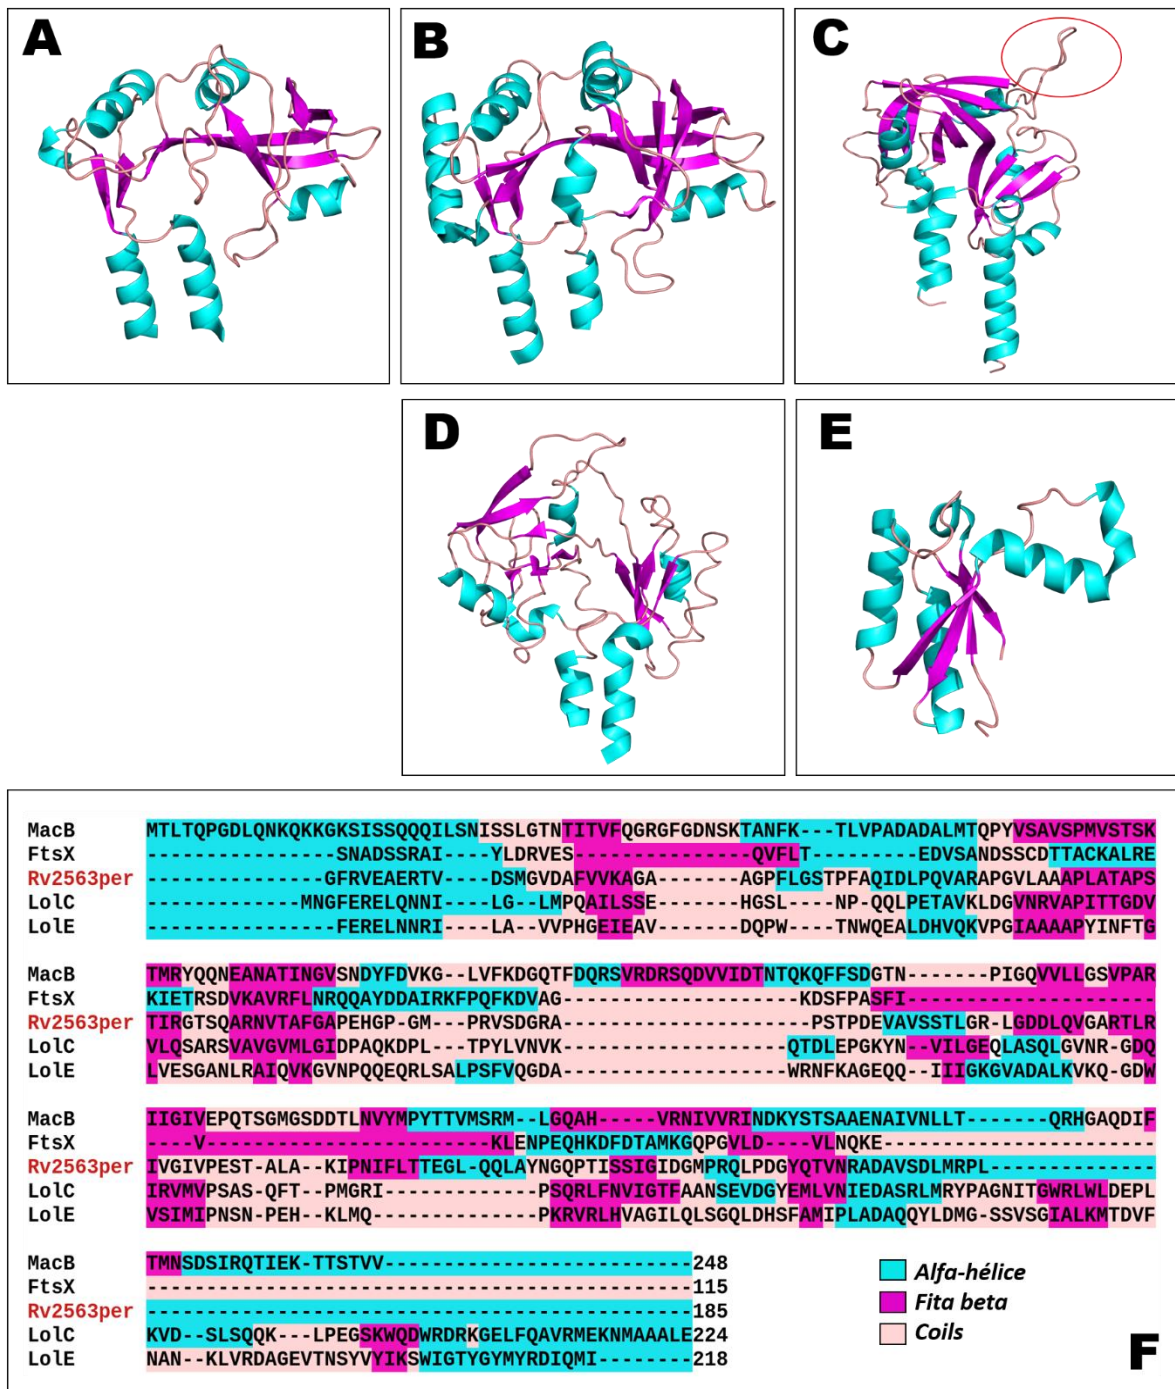 A
B
C
D
E
MacB MTLTQPGDLQNKQKKGKSISSQQQILSNISSLGTNTITVFQGRGFGDNSKTANFK---TLVPADADALMTQPYVSAVSPMVSTSK
FtsX ----------------SNADSSRAI----YLDRVES---------------QVFLT---------EDVSANDSSCDTTACKALRE
Rv2563per ---------------GFRVEAERTV----DSMGVDAFVVKAGA------AGPFLGSTPFAQIDLPQVARAPGVLAAAPLATAPS
LolC -------------MNGFERELQNNI---LG-LMPQAILSSE------HGSL---NP-QQLPETAVKLDGVNRVAPITTGDV
LolE ----------------FERELNNRI---LA--VVPHGEIEAV------DQPW---TNWQEALDHVQKVPGIAAAAPYINFTG
MacB TMRYQQNEANATINGVSNDYFDVKG--LVFKDGQTFDQRSVRDRSQDVVIDTNTQKQFFSDGTN-------PIGQVVLLGSVPAR
FtsX KIETRSDVKAVRFLNRQQAYDDAIRKFPQFKDVAG--------------------KDSFPASFI---------------------
Rv2563per TIRGTSQARNVTAFGAPEHGP-GM---PRVSDGRA---------------------PSTPDEVAVSSTLGR-LGDDLQVGARTLR
LolC VLQSARSVAVGVMLGIDPAQKDPL---TPYLVNVK-------------------QTDLEPGKYN--VILGEQLASQLGVNR-GDQ
LolE LVESGANLRAIQVKGVNPQQEQRLSALPSFVQGDA-------------------WRNFKAGEQQ--IIIGKGVADALKVKQ-GDW
MacB IIGIVEPQTSGMGSDDTLNVYMPYTTVMSRM--LGQAH-----VRNIVVRINDKYSTSAAENAIVNLLT------QRHGAQDIF
FtsX ----V------------------------KLENPEQHKDFDTAMKGQPGVLD----VLNQKE----------------------
Rv2563per IVGIVPEST-ALA--KIPNIFLTTEGL-QQLAYNGQPTISSIGIDGMPRQLPDGYQTVNRADAVSDLMRPL--------------
LolC IRVMVPSAS-QFT--PMGRI------------PSQRLFNVIGTFAANSEVDGYEMLVNIEDASRLMRYPAGNITGWRLWLDEPL
LolE VSIMIPNSN-PEH--KLMQ---------------PKRVRLHVAGILQLSGQLDHSFAMIPLADAQQYLDMG-SSVSGIALKMTDVF
MacB TMNSDSIRQTIEK-TTSTVV--------------------------248
FtsX ----------------------------------------------115
Rv2563per ----------------------------------------------185
LolC KVD--SLSQQK---LPEGSKWQDWRDRKGELFQAVRMEKNMAAALE224
LolE NAN--KLVRDAGEVTNSYVYIKSWIGTYGYMYRDIQMI--------218
Alfa-hélice
Fita beta
Coils
F